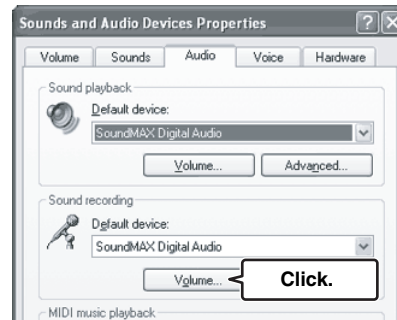 Sounds and Audio Devices Properties
Volume Sounds Audio Voice Hardware
Sound playback
Default device:
SoundMAX Digital Audio
Volume... Advanced...
Sound recording
Default device:
SoundMAX Digital Audio
Volume... Click.
MIDI music playback